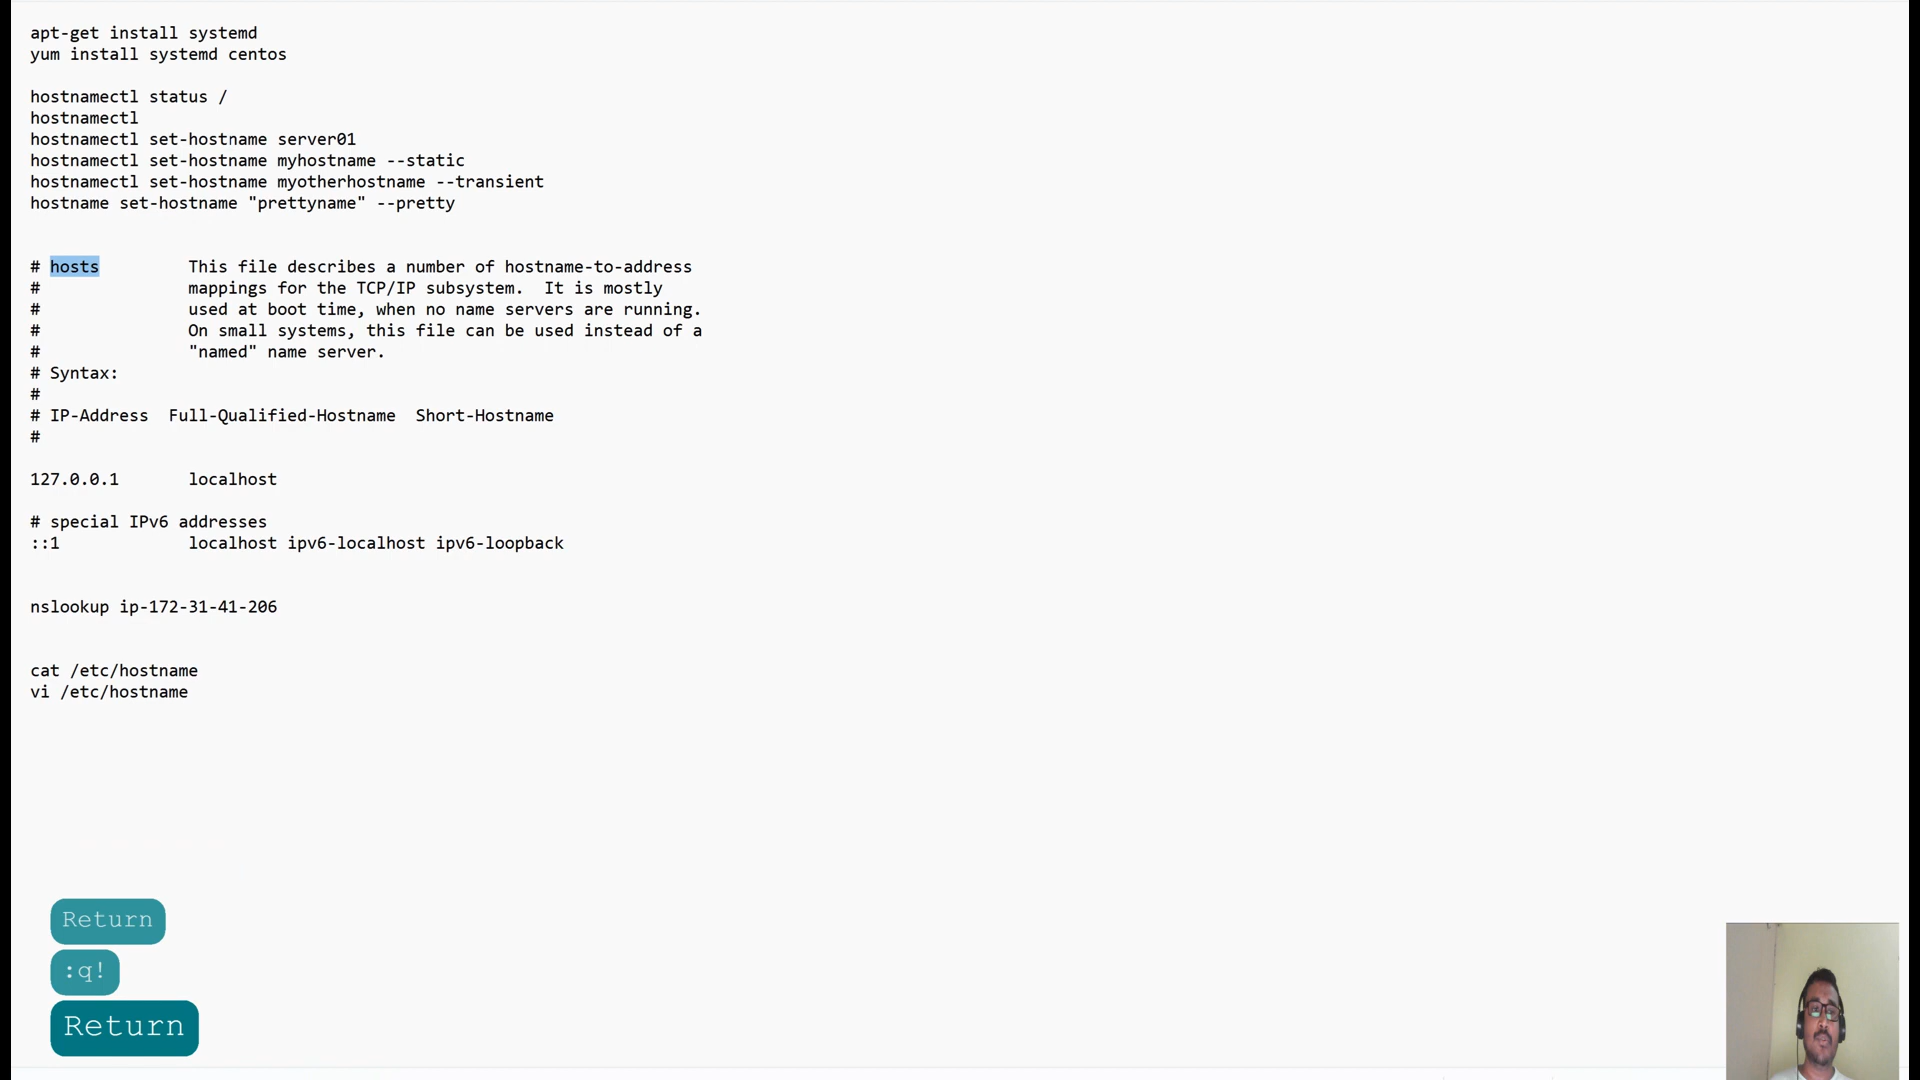 apt-get install systemd
yum install systemd centos
hostnamectl status /
hostnamectl
hostnamectl set-hostname server01
hostnamectl set-hostname myhostname --static
hostnamectl set-hostname myotherhostname --transient
hostname set-hostname "prettyname" --pretty
# hosts         This file describes a number of hostname-to-address
#               mappings for the TCP/IP subsystem.  It is mostly
#               used at boot time, when no name servers are running.
#               On small systems, this file can be used instead of a
#               "named" name server.
# Syntax:
#
# IP-Address  Full-Qualified-Hostname  Short-Hostname
#
127.0.0.1       localhost
# special IPv6 addresses
::1             localhost ipv6-localhost ipv6-loopback
nslookup ip-172-31-41-206
cat /etc/hostname
vi /etc/hostname
Return
:q!
Return